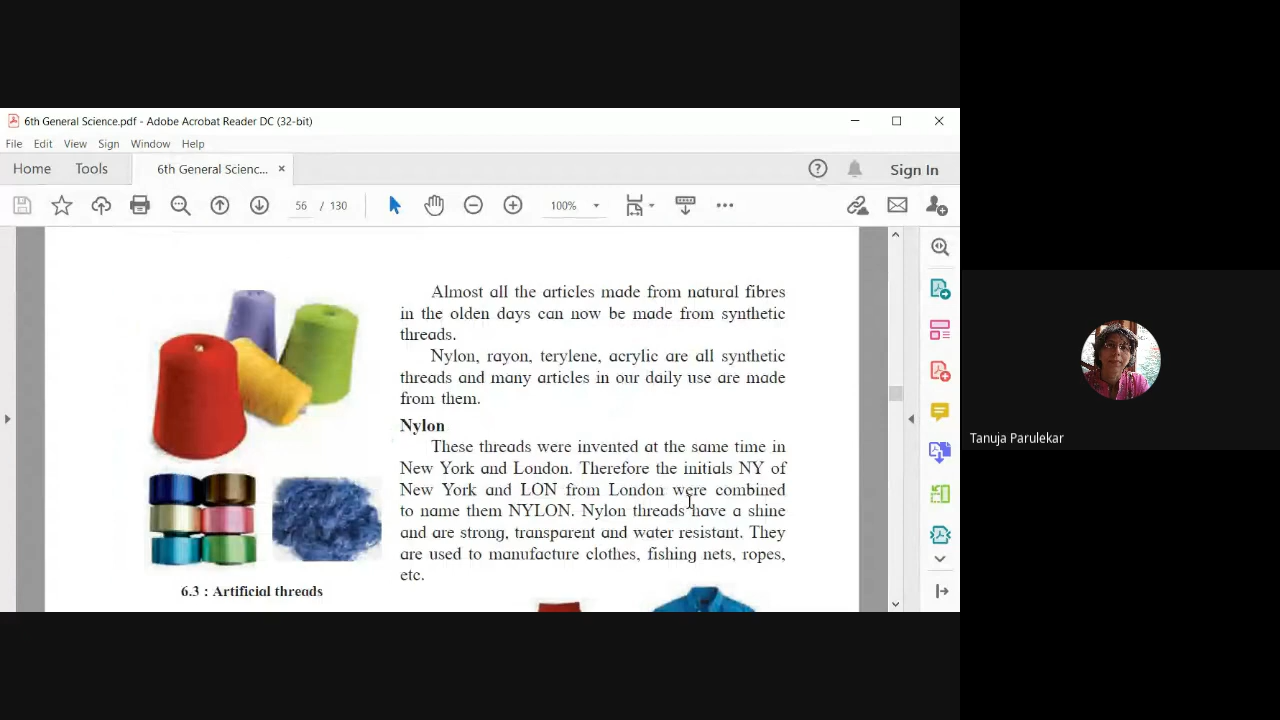 6th General Science.pdf - Adobe Acrobat Reader DC (32-bit)
File Edit View Sign Window Help
Home Tools 6th General Scienc... × Sign In
56 / 130 100%
Almost all the articles made from natural fibres
in the olden days can now be made from synthetic
threads.
Nylon, rayon, terylene, acrylic are all synthetic
threads and many articles in our daily use are made
from them.
Nylon
These threads were invented at the same time in
New York and London. Therefore the initials NY of
New York and LON from London were combined
to name them NYLON. Nylon threads have a shine
and are strong, transparent and water resistant. They
are used to manufacture clothes, fishing nets, ropes,
etc.
6.3 : Artificial threads
Tanuja Parulekar